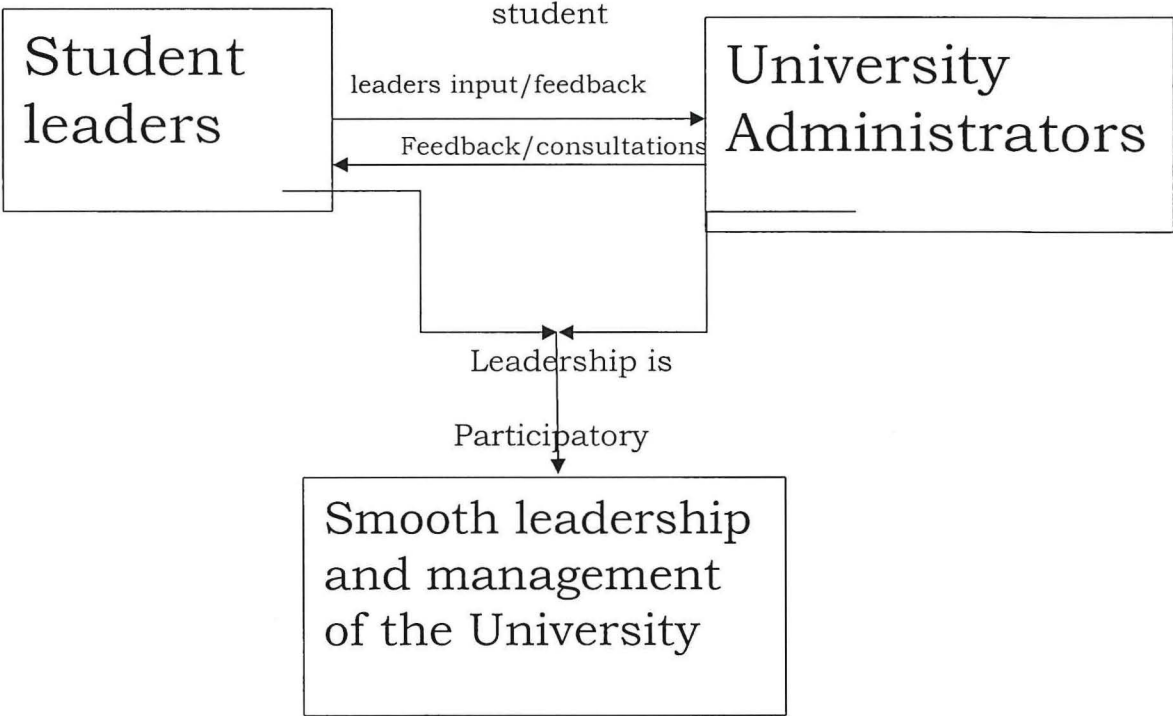 student
Student
leaders
leaders input/feedback
Feedback/consultations
University
Administrators
Leadership is
Participatory
Smooth leadership
and management
of the University